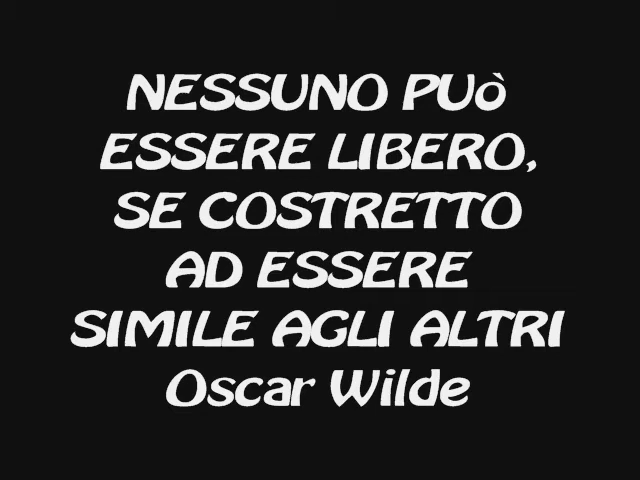 NESSUNO PUò
ESSERE LIBERO,
SE COSTRETTO
AD ESSERE
SIMILE AGLI ALTRI
Oscar Wilde